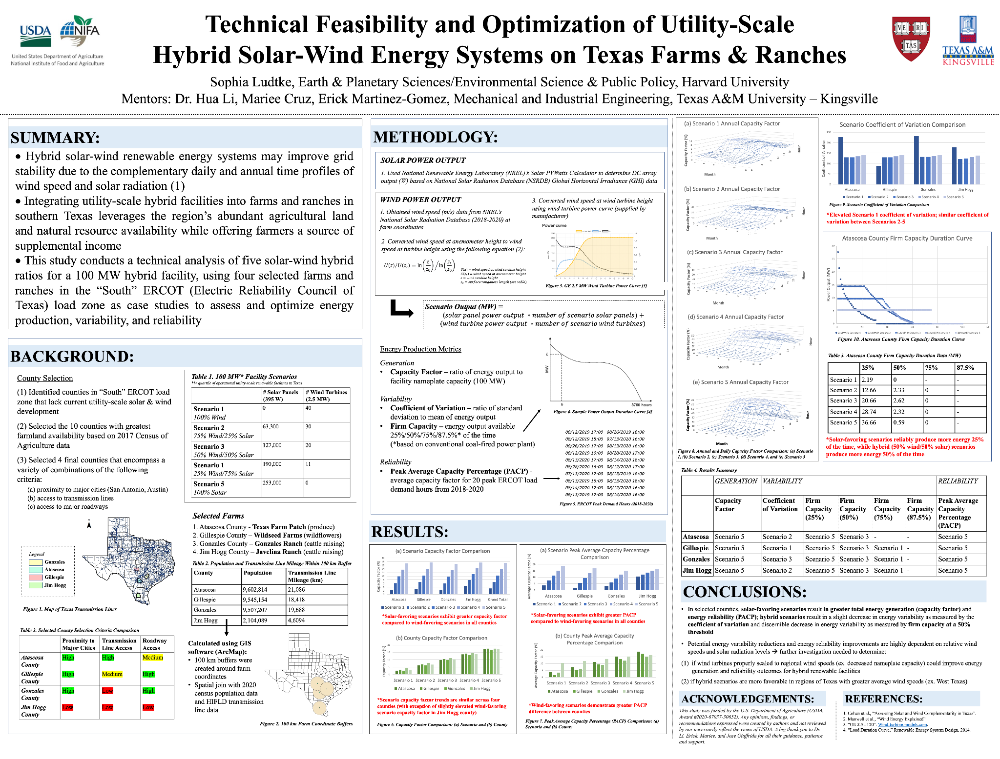 USDA
NIFA
United States Department of Agriculture
National Institute of Food and Agriculture
Technical Feasibility and Optimization of Utility-Scale
Hybrid Solar-Wind Energy Systems on Texas Farms & Ranches
Sophia Ludtke, Earth & Planetary Sciences/Environmental Science & Public Policy, Harvard University
Mentors: Dr. Hua Li, Mariee Cruz, Erick Martinez-Gomez, Mechanical and Industrial Engineering, Texas A&M University – Kingsville
VE RI
TAS
TEXAS A&M
UNIVERSITY
KINGSVILLE
SUMMARY:
• Hybrid solar-wind renewable energy systems may improve grid
stability due to the complementary daily and annual time profiles of
wind speed and solar radiation (1)
• Integrating utility-scale hybrid facilities into farms and ranches in
southern Texas leverages the region's abundant agricultural land
and natural resource availability while offering farmers a source of
supplemental income
• This study conducts a technical analysis of five solar-wind hybrid
ratios for a 100 MW hybrid facility, using four selected farms and
ranches in the “South” ERCOT (Electric Reliability Council of
Texas) load zone as case studies to assess and optimize energy
production, variability, and reliability
BACKGROUND:
County Selection
(1) Identified counties in “South” ERCOT load
zone that lack current utility-scale solar & wind
development
(2) Selected the 10 counties with greatest
farmland availability based on 2017 Census of
Agriculture data
(3) Selected 4 final counties that encompass a
variety of combinations of the following
criteria:
(a) proximity to major cities (San Antonio, Austin)
(b) access to transmission lines
(c) access to major roadways
N
Legend
Gonzales
Atascosa
Gillespie
Jim Hogg
Figure 1. Map of Texas Transmission Lines
Table 3. Selected County Selection Criteria Comparison
Proximity to Major Cities Transmission Line Access Roadway Access
Atascosa County High High Medium
Gillespie County High Medium High
Gonzales County High Low High
Jim Hogg County Low Low Low
Table 1. 100 MW* Facility Scenarios
*1st quartile of operational utility-scale renewable facilities in Texas
# Solar Panels (395 W) # Wind Turbines (2.5 MW)
Scenario 1 0 40
100% Wind
Scenario 2 63,300 30
75% Wind/25% Solar
Scenario 3 127,000 20
50% Wind/50% Solar
Scenario 1 190,000 11
25% Wind/75% Solar
Scenario 5 253,000 0
100% Solar
Selected Farms
1. Atascosa County - Texas Farm Patch (produce)
2. Gillespie County – Wildseed Farms (wildflowers)
3. Gonzales County – Gonzales Ranch (cattle raising)
4. Jim Hogg County – Javelina Ranch (cattle raising)
Table 2. Population and Transmission Line Mileage Within 100 km Buffer
County Population Transmission Line Mileage (km)
Atascosa 9,602,814 21,086
Gillespie 9,545,154 18,418
Gonzales 9,507,207 19,688
Jim Hogg 2,104,089 4,6094
Calculated using GIS
software (ArcMap):
• 100 km buffers were
created around farm
coordinates
• Spatial join with 2020
census population data
and HIFLD transmission
line data
Figure 2. 100 km Farm Coordinate Buffers
METHODLOGY:
SOLAR POWER OUTPUT
1. Used National Renewable Energy Laboratory (NREL)'s Solar PVWatts Calculator to determine DC array
output (W) based on National Solar Radiation Database (NSRDB) Global Horizontal Irradiance (GHI) data
WIND POWER OUTPUT
1. Obtained wind speed (m/s) data from NREL's
National Solar Radiation Database (2018-2020) at
farm coordinates
2. Converted wind speed at anemometer height to wind
speed at turbine height using the following equation (2):
U(z)/U(zr) = ln(z/z0)/ln(zr/z0)
U(z) = wind speed at wind turbine height
U(zr) = wind speed at anemometer height
z = wind turbine height
z0 = surface roughness length (see table)
3. Converted wind speed at wind turbine height
using wind turbine power curve (supplied by
manufacturer)
Power curve
Figure 3. GE 2.5 MW Wind Turbine Power Curve [3]
Scenario Output (MW) =
(solar panel power output * number of scenario solar panels) +
(wind turbine power output * number of scenario wind turbines)
Energy Production Metrics
Generation
• Capacity Factor – ratio of energy output to
facility nameplate capacity (100 MW)
Variability
• Coefficient of Variation – ratio of standard
deviation to mean of energy output
• Firm Capacity – energy output available
25%/50%/75%/87.5%* of the time
(*based on conventional coal-fired power plant)
Reliability
• Peak Average Capacity Percentage (PACP) -
average capacity factor for 20 peak ERCOT load
demand hours from 2018-2020
MW
L
h
8760 hours
Figure 4. Sample Power Output Duration Curve [4]
08/12/2019 17:00 08/26/2019 18:00
08/12/2019 18:00 07/13/2020 16:00
08/26/2019 17:00 08/13/2020 17:00
08/12/2019 16:00 08/28/2020 17:00
08/13/2020 17:00 08/14/2020 18:00
08/28/2020 16:00 08/12/2020 17:00
07/13/2020 17:00 08/13/2019 18:00
08/13/2019 16:00 08/13/2020 18:00
08/14/2020 17:00 08/12/2020 16:00
08/13/2019 17:00 08/14/2020 16:00
Figure 5. ERCOT Peak Demand Hours (2018-2020)
RESULTS:
(a) Scenario Capacity Factor Comparison
Capacity Factor (%)
20
18
16
14
12
10
8
6
4
2
0
Atascosa Gillespie Gonzales Jim Hogg Grand Total
Scenario 1 Scenario 2 Scenario 3 Scenario 4 Scenario 5
*Solar-favoring scenarios exhibit greater capacity factor
compared to wind-favoring scenarios in all counties
(b) County Capacity Factor Comparison
Capacity Factor (%)
20
15
10
5
0
Scenario 1 Scenario 2 Scenario 3 Scenario 4 Scenario 5
Atascosa Gillespie Gonzales Jim Hogg
*Scenario capacity factor trends are similar across four
counties (with exception of slightly elevated wind-favoring
scenario capacity factor in Jim Hogg county)
Figure 6. Capacity Factor Comparison: (a) Scenario and (b) County
(a) Scenario Peak Average Capacity Percentage
Comparison
Average Capacity Factor (%)
20
15
10
5
0
Atascosa Gillespie Gonzales Jim Hogg
Scenario 1 Scenario 2 Scenario 3 Scenario 4 Scenario 5
*Solar-favoring scenarios exhibit greater PACP
compared to wind-favoring scenarios in all counties
(b) County Peak Average Capacity
Percentage Comparison
Average Capacity Factor (%)
20
15
10
5
0
Scenario 1 Scenario 2 Scenario 3 Scenario 4 Scenario 5
Atascosa Gillespie Gonzales Jim Hogg
*Wind-favoring scenarios demonstrate greater PACP
difference between counties
Figure 7. Peak Average Capacity Percentage (PACP) Comparison: (a)
Scenario and (b) County
(a) Scenario 1 Annual Capacity Factor
Capacity Factor (%)
Month
Hour
(b) Scenario 2 Annual Capacity Factor
Capacity Factor (%)
Month
Hour
(c) Scenario 3 Annual Capacity Factor
Capacity Factor (%)
Month
Hour
(d) Scenario 4 Annual Capacity Factor
Capacity Factor (%)
Month
Hour
(e) Scenario 5 Annual Capacity Factor
Capacity Factor (%)
Month
Hour
Figure 8. Annual and Daily Capacity Factor Comparison: (a) Scenario
1, (b) Scenario 2, (c) Scenario 3, (d) Scenario 4, and (e) Scenario 5
Scenario Coefficient of Variation Comparison
Coefficient of Variation
250
200
150
100
50
0
Atascosa Gillespie Gonzales Jim Hogg
Scenario 1 Scenario 2 Scenario 3 Scenario 4 Scenario 5
Figure 9. Scenario Coefficient of Variation Comparison
*Elevated Scenario 1 coefficient of variation; similar coefficient of
variation between Scenarios 2-5
Atascosa County Firm Capacity Duration Curve
Power Output (MW)
30
25
20
15
10
5
0
0 20 40 60 80 100 120
SUMMARY Scenario 1 SUMMARY Scenario 2 SUMMARY Scenario 3 SUMMARY Scenario 4 SUMMARY Scenario 5
Figure 10. Atascosa County Firm Capacity Duration Curve
Table 3. Atascosa County Firm Capacity Duration Data (MW)
25% 50% 75% 87.5%
Scenario 1 2.19 0 - -
Scenario 2 12.66 2.33 0 -
Scenario 3 20.66 2.62 0 -
Scenario 4 28.74 2.32 0 -
Scenario 5 36.66 0.59 0 -
*Solar-favoring scenarios reliably produce more energy 25%
of the time, while hybrid (50% wind/50% solar) scenarios
produce more energy 50% of the time
Table 4. Results Summary
GENERATION VARIABILITY RELIABILITY
Capacity Factor Coefficient of Variation Firm Capacity (25%) Firm Capacity (50%) Firm Capacity (75%) Firm Capacity (87.5%) Peak Average Capacity Percentage (PACP)
Atascosa Scenario 5 Scenario 2 Scenario 5 Scenario 3 - - Scenario 5
Gillespie Scenario 5 Scenario 1 Scenario 5 Scenario 3 Scenario 1 - Scenario 5
Gonzales Scenario 5 Scenario 3 Scenario 5 Scenario 3 Scenario 1 - Scenario 5
Jim Hogg Scenario 5 Scenario 2 Scenario 5 Scenario 3 Scenario 1 - Scenario 5
CONCLUSIONS:
• In selected counties, solar-favoring scenarios result in greater total energy generation (capacity factor) and
energy reliability (PACP); hybrid scenarios result in a slight decrease in energy variability as measured by the
coefficient of variation and discernible decrease in energy variability as measured by firm capacity at a 50%
threshold
• Potential energy variability reductions and energy reliability improvements are highly dependent on relative wind
speeds and solar radiation levels → further investigation needed to determine:
(1) if wind turbines properly scaled to regional wind speeds (ex. decreased nameplate capacity) could improve energy
generation and reliability outcomes for hybrid renewable facilities
(2) if hybrid scenarios are more favorable in regions of Texas with greater average wind speeds (ex. West Texas)
ACKNOWLEDGEMENTS:
This study was funded by the U.S. Department of Agriculture (USDA.
Award #2020-67037-30652). Any opinions, findings, or
recommendations expressed were created by authors and not reviewed
by nor necessarily reflect the views of USDA. A big thank you to Dr.
Li, Erick, Mariee, and Jose Giuffrida for all their guidance, patience,
and support.
REFERENCES:
1. Cohan et al., “Assessing Solar and Wind Complementarity in Texas”.
2. Manwell et al., “Wind Energy Explained”
3. “GE 2.5 - 120”. Wind-turbine-models.com.
4. “Load Duration Curve,” Renewable Energy System Design, 2014.